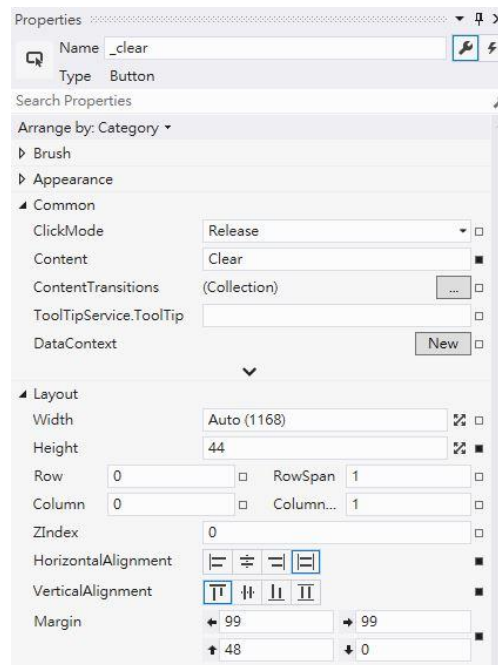 Properties
Name _clear
Type Button
Search Properties
Arrange by: Category
Brush
Appearance
Common
ClickMode Release
Content Clear
ContentTransitions (Collection) ...
ToolTipService.ToolTip
DataContext New
Layout
Width Auto (1168)
Height 44
Row 0 RowSpan 1
Column 0 Column... 1
ZIndex 0
HorizontalAlignment
VerticalAlignment
Margin 99 99
48 0